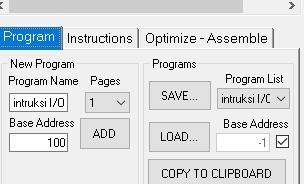 Program Instructions Optimize - Assemble
New Program Programs
Program Name Pages Program List
intruksi I/O 1 SAVE... intruksi I/C
Base Address Base Address
100 ADD LOAD... -1
COPY TO CLIPBOARD